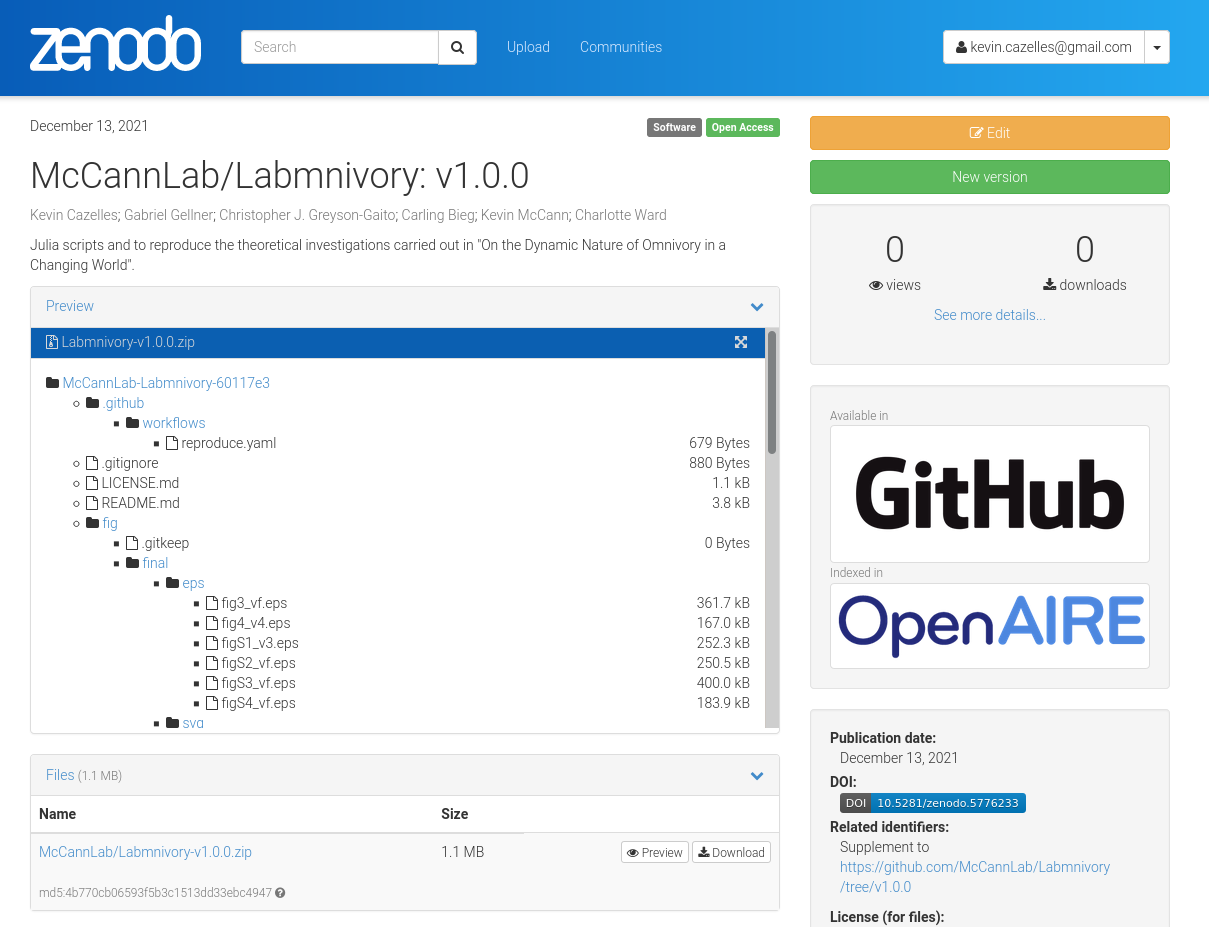 zenodo
Search
Upload
Communities
kevin.cazelles@gmail.com
December 13, 2021
Software
Open Access
McCannLab/Labmnivory: v1.0.0
Kevin Cazelles; Gabriel Gellner; Christopher J. Greyson-Gaito; Carling Bieg; Kevin McCann; Charlotte Ward
Julia scripts and to reproduce the theoretical investigations carried out in "On the Dynamic Nature of Omnivory in a
Changing World".
Preview
Labmnivory-v1.0.0.zip
McCannLab-Labmnivory-60117e3
.github
workflows
reproduce.yaml 679 Bytes
.gitignore 880 Bytes
LICENSE.md 1.1 kB
README.md 3.8 kB
fig
.gitkeep 0 Bytes
final
eps
fig3_vf.eps 361.7 kB
fig4_v4.eps 167.0 kB
figS1_v3.eps 252.3 kB
figS2_vf.eps 250.5 kB
figS3_vf.eps 400.0 kB
figS4_vf.eps 183.9 kB
svg
Files (1.1 MB)
Name Size
McCannLab/Labmnivory-v1.0.0.zip 1.1 MB Preview Download
md5:4b770cb06593f5b3c1513dd33ebc4947
Edit
New version
0 0
views downloads
See more details...
Available in
GitHub
Indexed in
OpenAIRE
Publication date:
December 13, 2021
DOI:
DOI 10.5281/zenodo.5776233
Related identifiers:
Supplement to
https://github.com/McCannLab/Labmnivory
/tree/v1.0.0
License (for files):